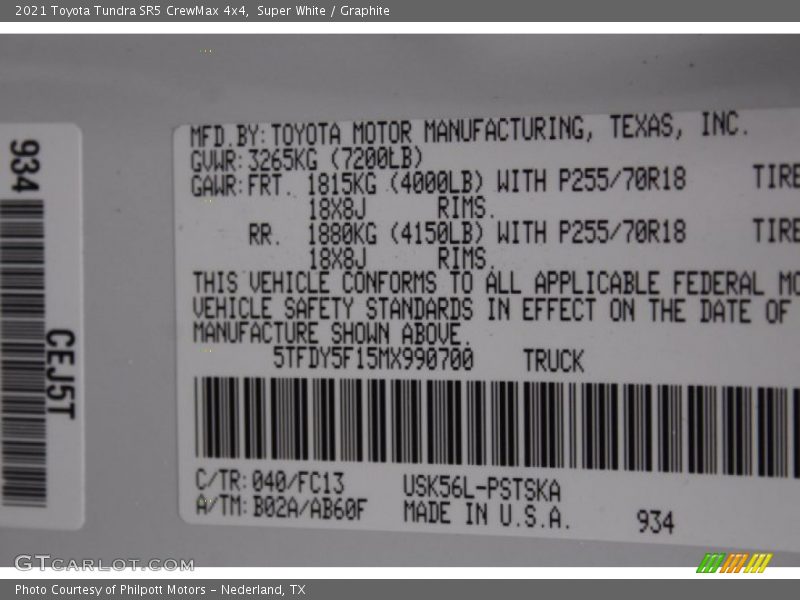 2021 Toyota Tundra SR5 CrewMax 4x4,  Super White / Graphite
934
CEJ5T
MFD.BY:TOYOTA MOTOR MANUFACTURING, TEXAS, INC.
GVWR:3265KG (7200LB)
GAWR:FRT. 1815KG (4000LB) WITH P255/70R18 TIRE
18X8J RIMS.
RR. 1880KG (4150LB) WITH P255/70R18 TIRE
18X8J RIMS.
THIS VEHICLE CONFORMS TO ALL APPLICABLE FEDERAL MO
VEHICLE SAFETY STANDARDS IN EFFECT ON THE DATE OF
MANUFACTURE SHOWN ABOVE.
5TFDY5F15MX990700 TRUCK
C/TR:040/FC13 USK56L-PSTSKA
A/TM:B02A/AB60F MADE IN U.S.A. 934
GTCARLOT.COM
Photo Courtesy of Philpott Motors - Nederland, TX